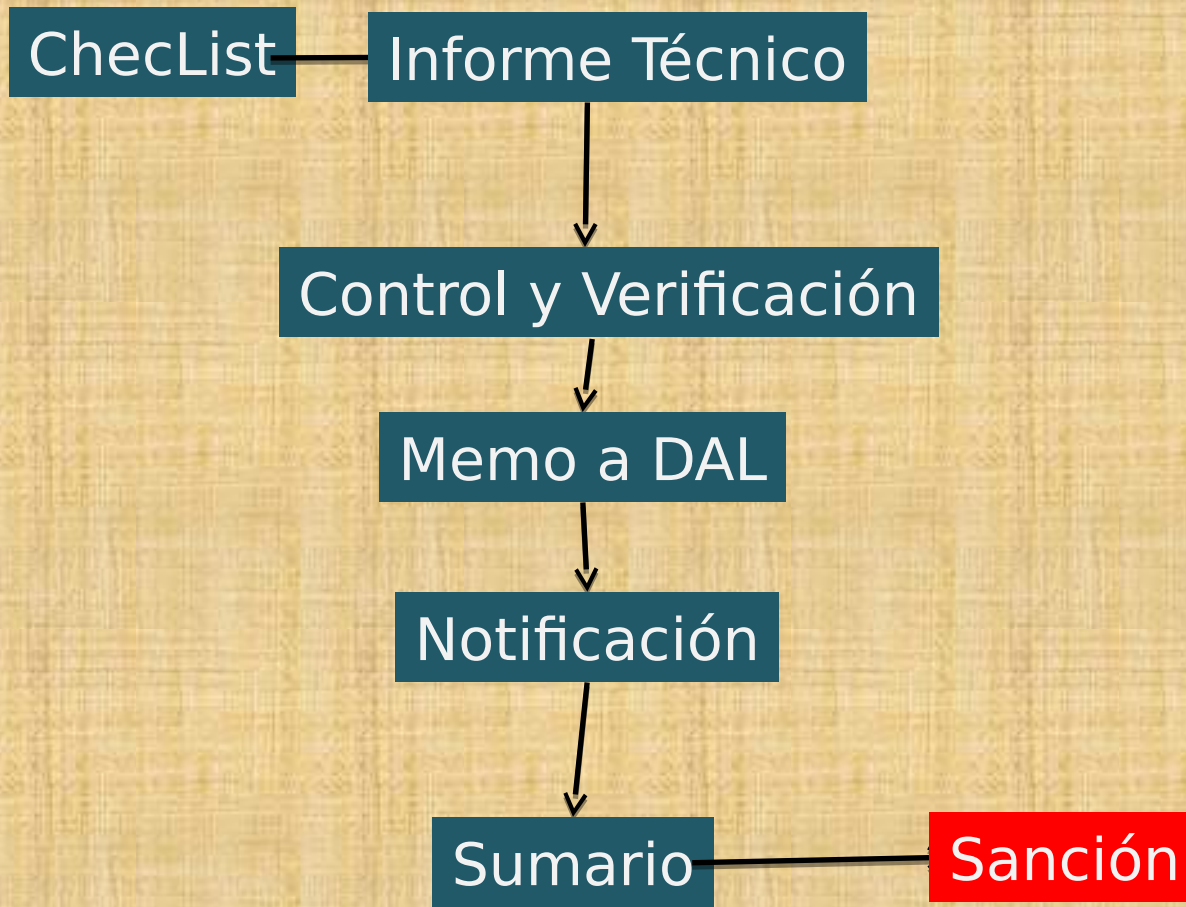 ChecList
Informe Técnico
Control y Verificación
Memo a DAL
Notificación
Sumario
Sanción